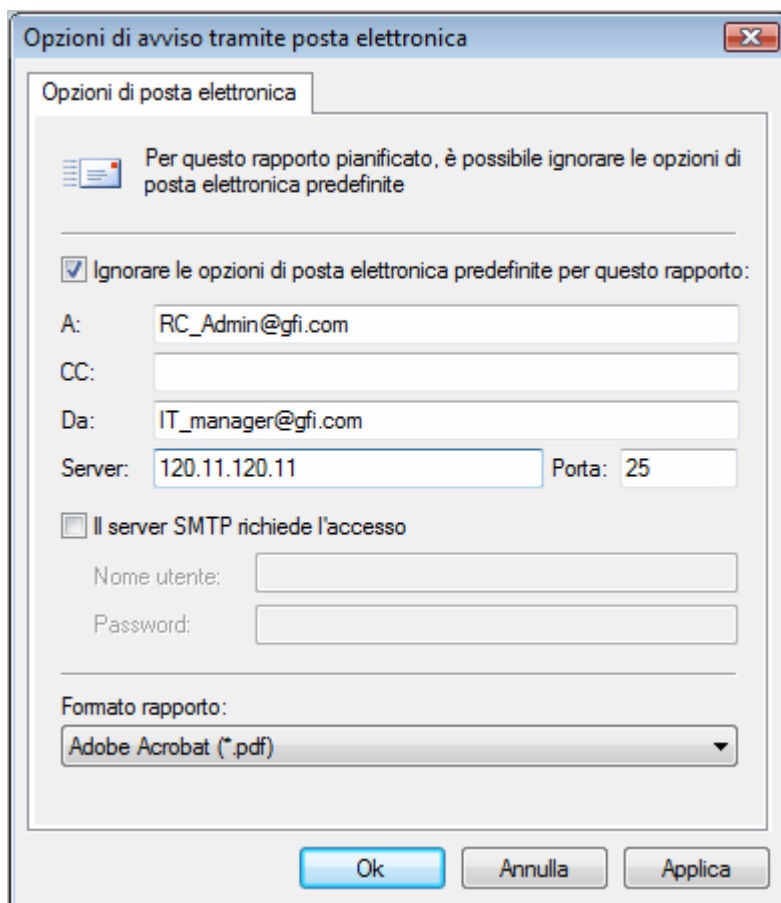 Opzioni di avviso tramite posta elettronica
Opzioni di posta elettronica
Per questo rapporto pianificato, è possibile ignorare le opzioni di
posta elettronica predefinite
Ignorare le opzioni di posta elettronica predefinite per questo rapporto:
A: RC_Admin@gfi.com
CC:
Da: IT_manager@gfi.com
Server: 120.11.120.11 Porta: 25
Il server SMTP richiede l'accesso
Nome utente:
Password:
Formato rapporto:
Adobe Acrobat (*.pdf)
Ok Annulla Applica